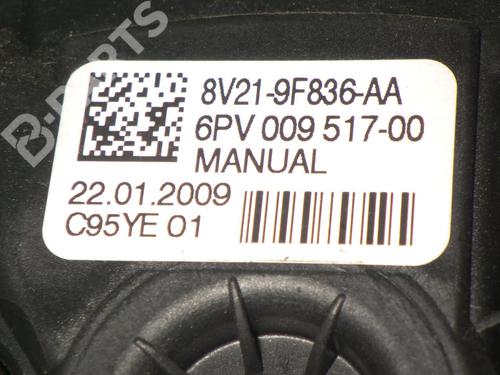 B-PARTS
8V21-9F836-AA
6PV 009 517-00
MANUAL
22.01.2009
C95YE 01